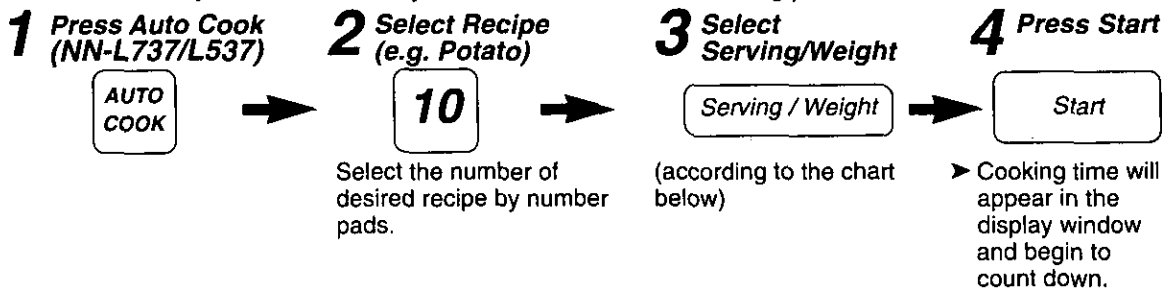 1 Press Auto Cook
(NN-L737/L537)
AUTO
COOK
2 Select Recipe
(e.g. Potato)
10
Select the number of
desired recipe by number
pads.
3 Select
Serving/Weight
Serving / Weight
(according to the chart
below)
4 Press Start
Start
➤ Cooking time will
appear in the
display window
and begin to
count down.